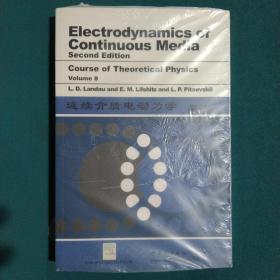 Electrodynamics of
Continuous Media
Second Edition
Course of Theoretical Physics
Volume 8
L. D. Landau and E. M. Lifshitz and L. P. Pitaevskii
连续介质电动力学